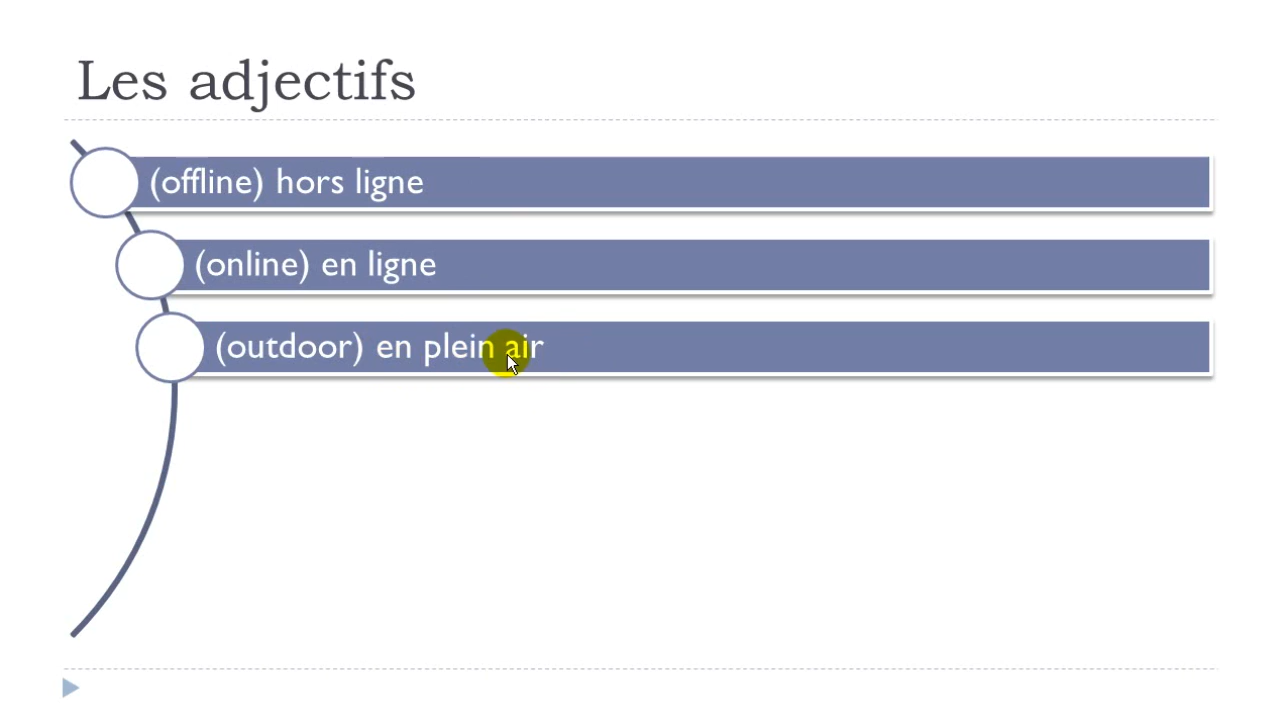 Les adjectifs
(offline) hors ligne
(online) en ligne
(outdoor) en plein air